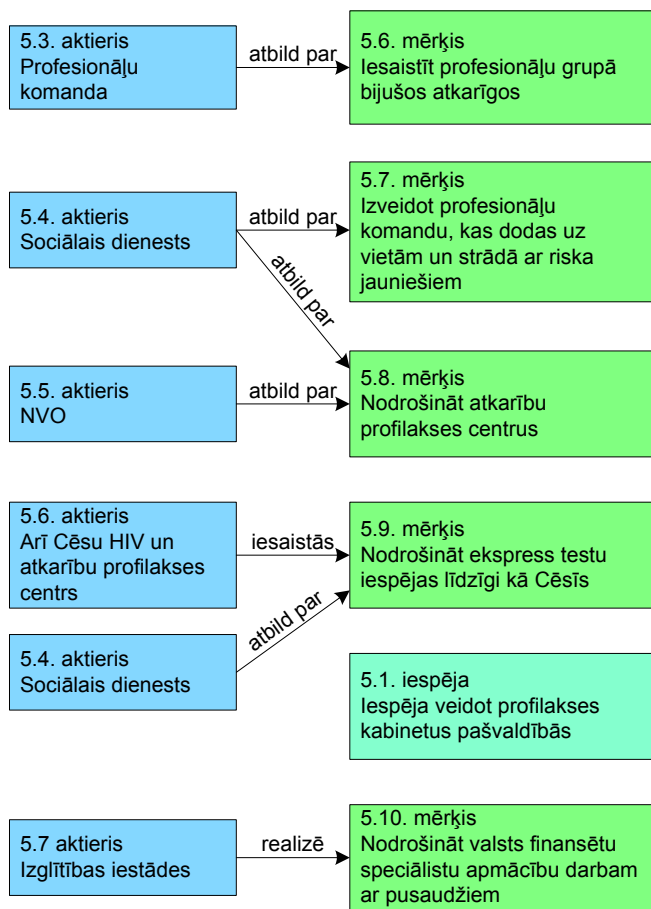 5.3. aktieris
Profesionāļu
komanda
atbild par
5.6. mērķis
Iesaistīt profesionāļu grupā
bijušos atkarīgos
5.4. aktieris
Sociālais dienests
atbild par
atbild par
5.7. mērķis
Izveidot profesionāļu
komandu, kas dodas uz
vietām un strādā ar riska
jauniešiem
5.5. aktieris
NVO
atbild par
5.8. mērķis
Nodrošināt atkarību
profilakses centrus
5.6. aktieris
Arī Cēsu HIV un
atkarību profilakses
centrs
iesaistās
5.9. mērķis
Nodrošināt ekspress testu
iespējas līdzīgi kā Cēsīs
5.4. aktieris
Sociālais dienests
atbild par
5.1. iespēja
Iespēja veidot profilakses
kabinetus pašvaldībās
5.7 aktieris
Izglītības iestādes
realizē
5.10. mērķis
Nodrošināt valsts finansētu
speciālistu apmācību darbam
ar pusaudžiem